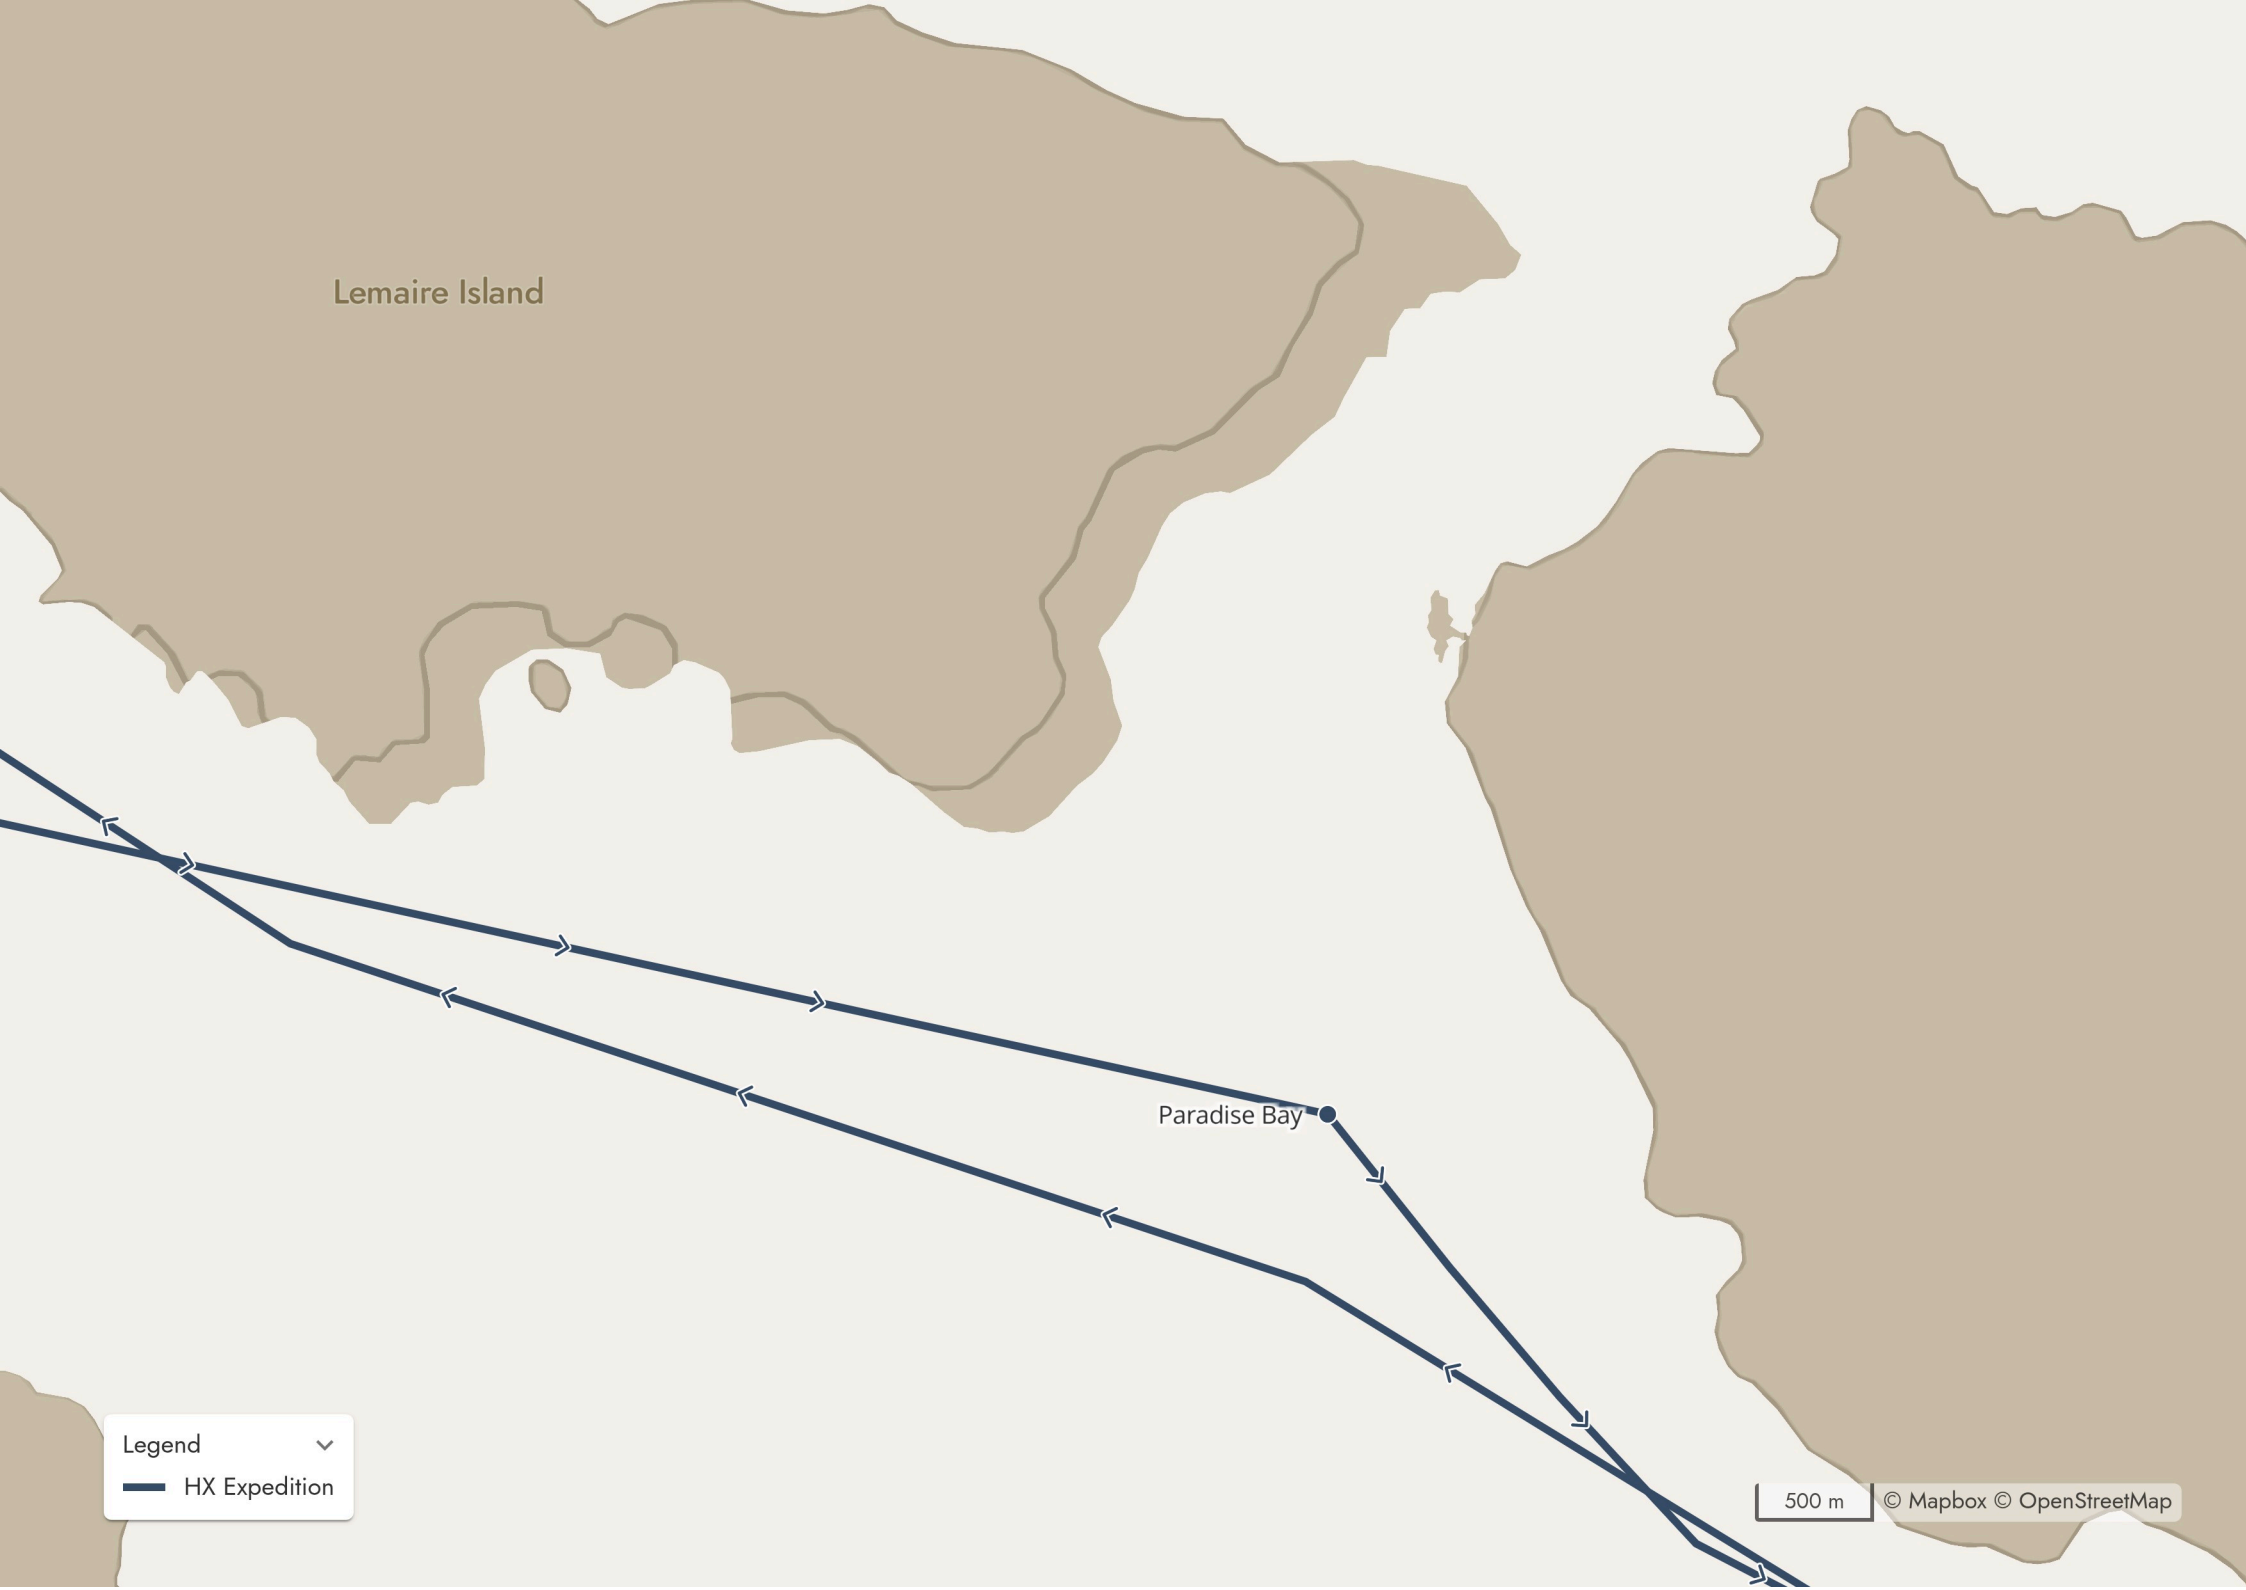 Lemaire Island
Paradise Bay
Legend
HX Expedition
500 m
© Mapbox © OpenStreetMap